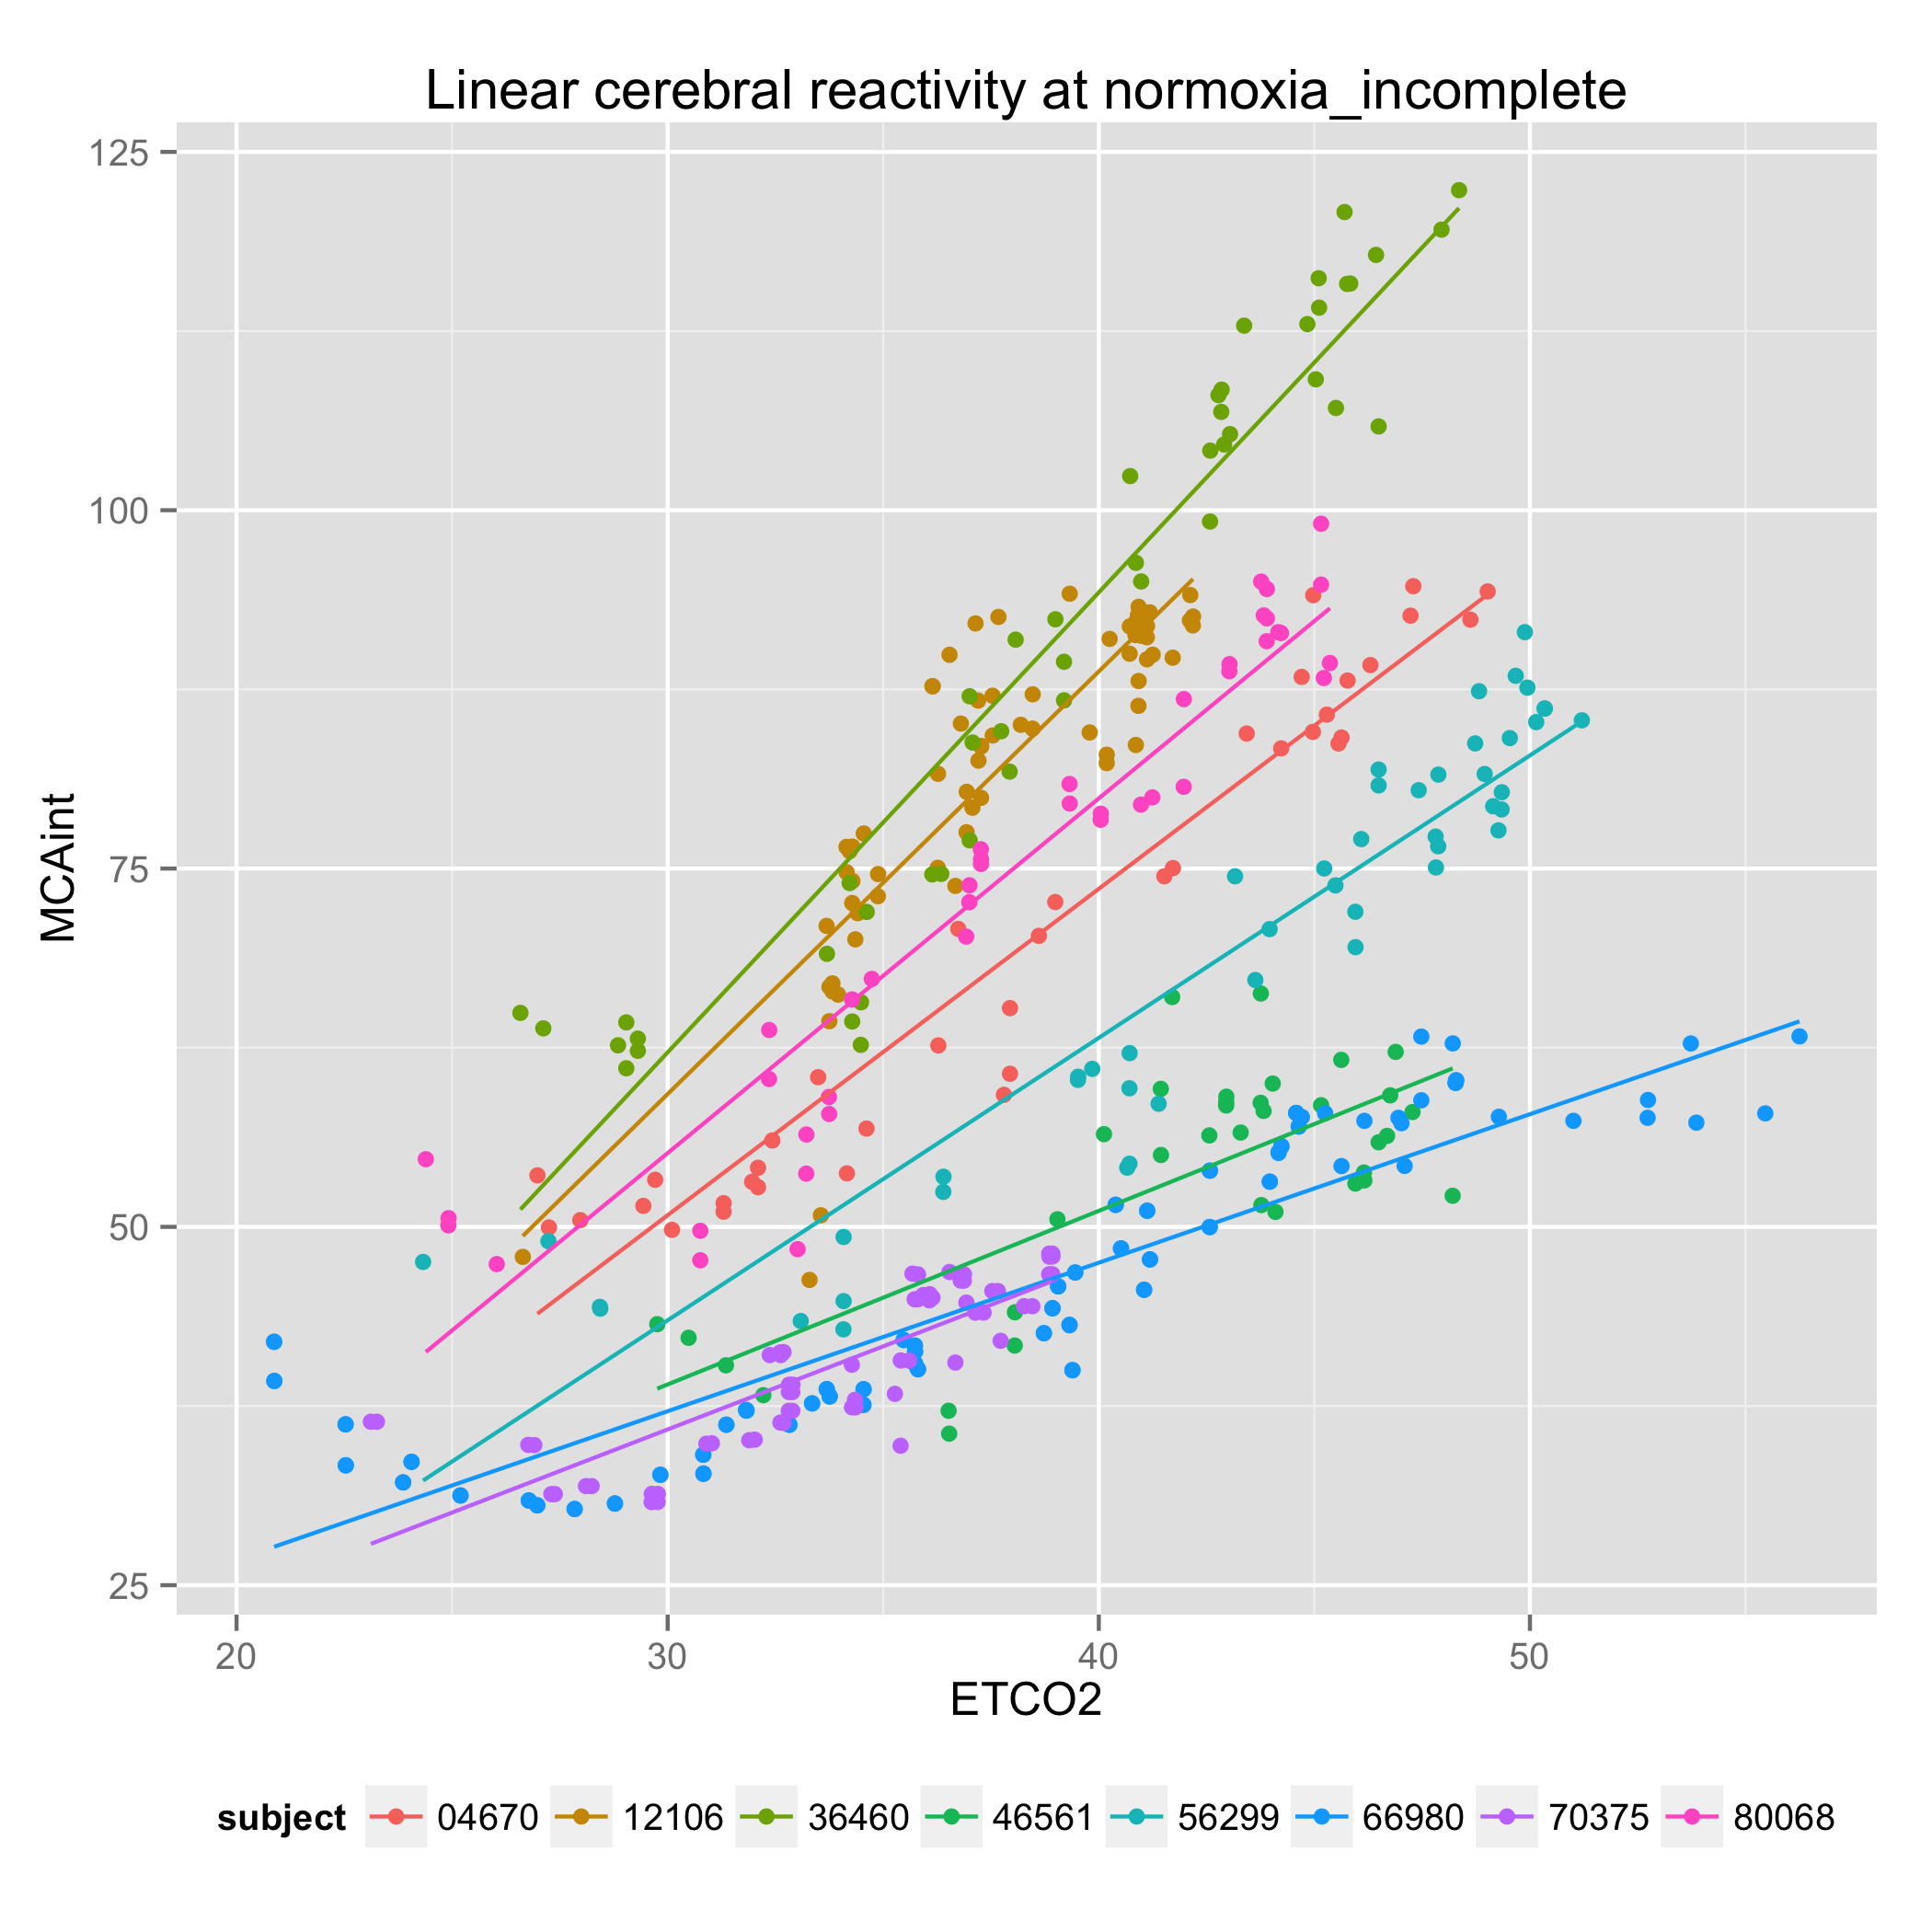 Linear cerebral reactivity at normoxia_incomplete
125
100
75
50
25
MCAint
20 30 40 50
ETCO2
subject 04670 12106 36460 46561 56299 66980 70375 80068